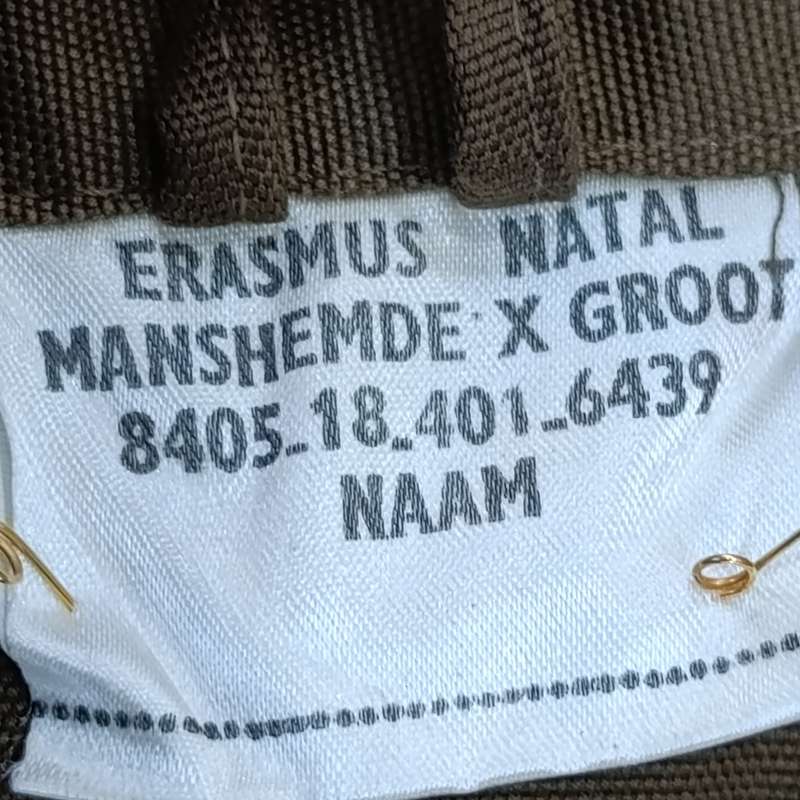 ERASMUS NATAL
MANSHEMDE X GROOT
8405-18-401-6439
NAAM